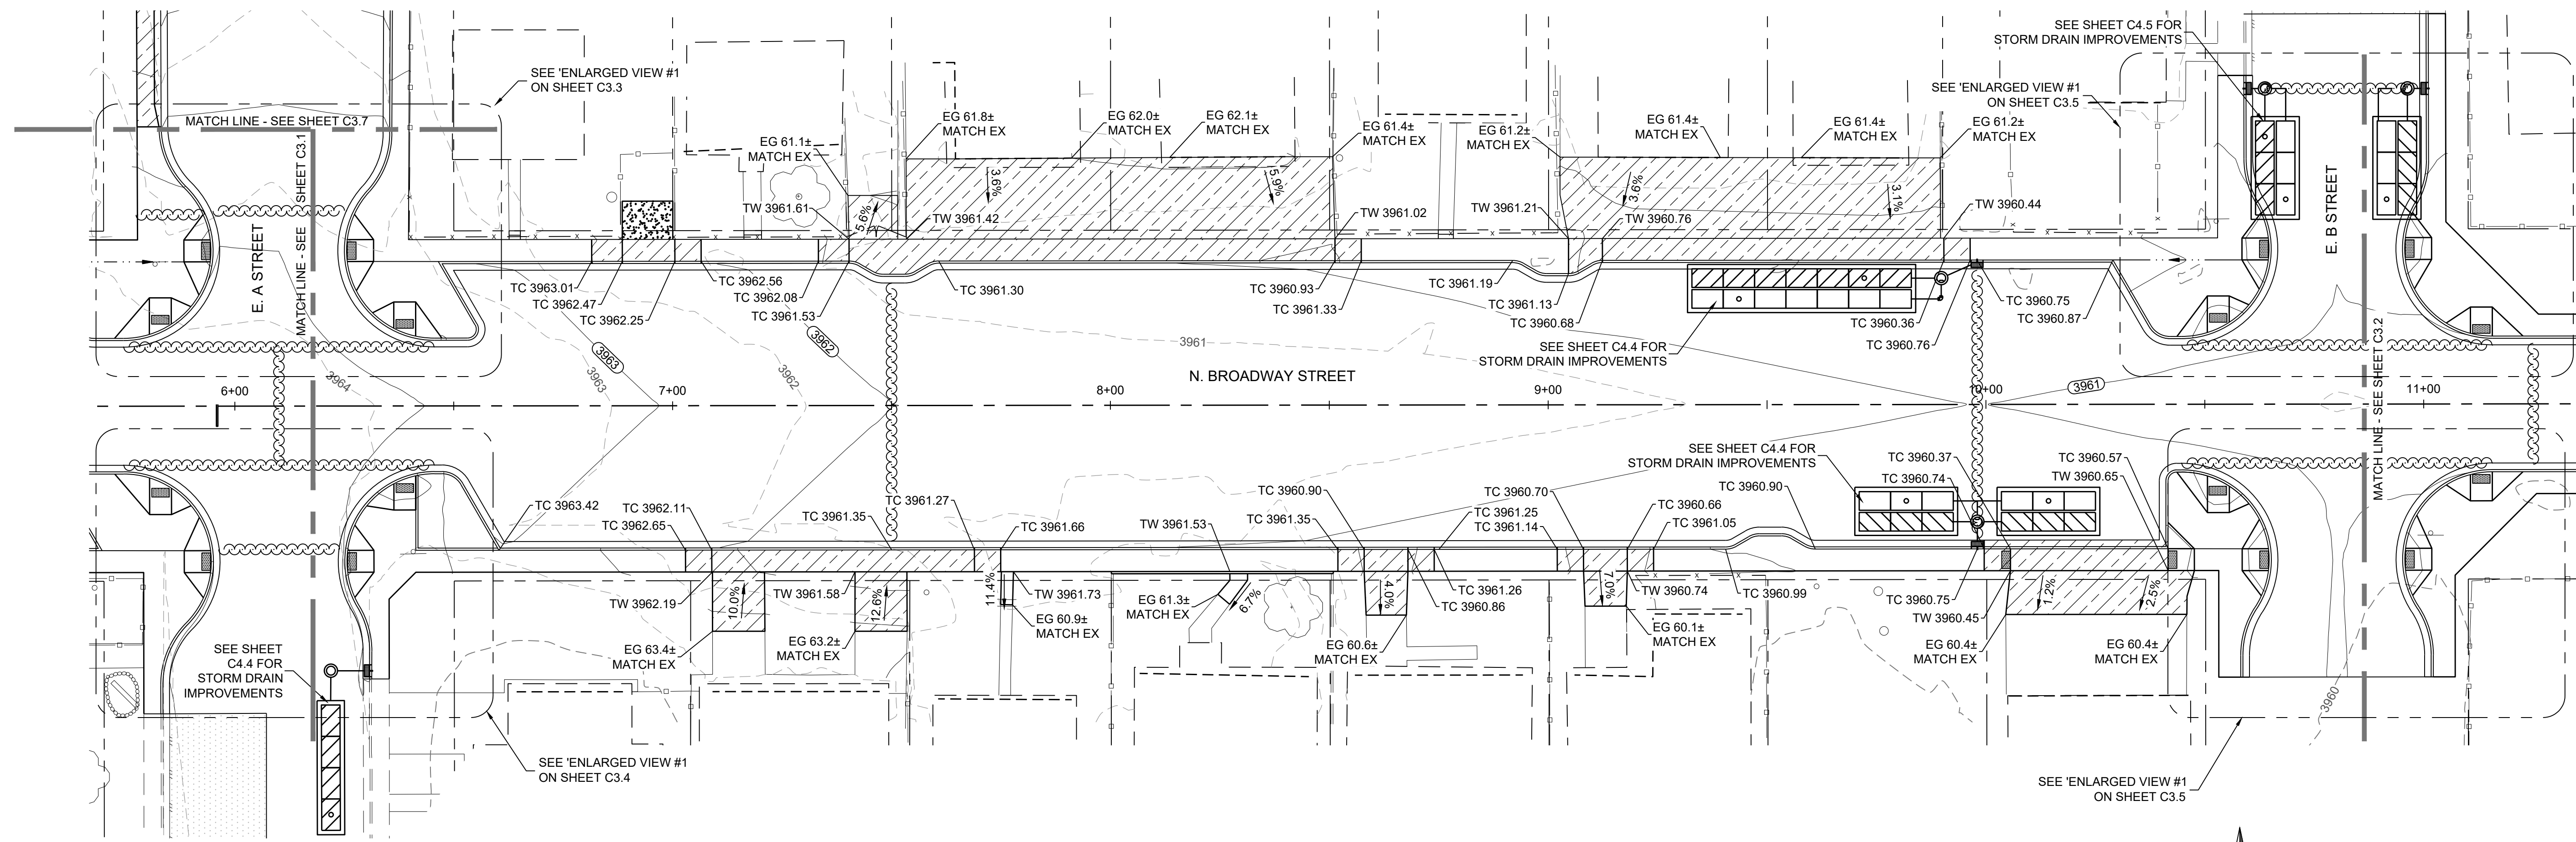 SEE SHEET C4.5 FOR
STORM DRAIN IMPROVEMENTS
SEE 'ENLARGED VIEW #1
ON SHEET C3.3
SEE 'ENLARGED VIEW #1
ON SHEET C3.5
MATCH LINE - SEE SHEET C3.7
MATCH LINE - SEE SHEET C3.1
E. A STREET
E. B STREET
EG 61.1±
MATCH EX
EG 61.8±
MATCH EX
EG 62.0±
MATCH EX
EG 62.1±
MATCH EX
EG 61.4±
MATCH EX
EG 61.2±
MATCH EX
EG 61.4±
MATCH EX
EG 61.4±
MATCH EX
EG 61.2±
MATCH EX
3.6%
5.9%
3.6%
3.1%
5.6%
TW 3961.61
TW 3961.42
TW 3961.02
TW 3961.21
TW 3960.76
TW 3960.44
TC 3963.01
TC 3962.47
TC 3962.25
TC 3962.56
TC 3962.08
TC 3961.53
TC 3961.30
TC 3960.93
TC 3961.33
TC 3961.19
TC 3961.13
TC 3960.68
TC 3960.36
TC 3960.76
TC 3960.75
TC 3960.87
SEE SHEET C4.4 FOR
STORM DRAIN IMPROVEMENTS
3964
3963
3963
3962
3962
3961
3961
N. BROADWAY STREET
6+00
7+00
8+00
9+00
10+00
11+00
MATCH LINE - SEE SHEET C3.2
SEE SHEET C4.4 FOR
STORM DRAIN IMPROVEMENTS
TC 3963.42
TC 3962.11
TC 3962.65
TC 3961.35
TC 3961.27
TC 3961.66
TW 3961.53
TC 3960.90
TC 3961.35
TC 3961.25
TC 3961.14
TC 3960.70
TC 3960.66
TC 3961.05
TC 3960.90
TC 3960.37
TC 3960.74
TC 3960.57
TW 3960.65
TW 3962.19
10.0%
TW 3961.58
12.6%
11.4%
TW 3961.73
EG 61.3±
MATCH EX
6.7%
4.0%
TC 3961.26
TC 3960.86
7.0%
TW 3960.74
TC 3960.99
TC 3960.75
TW 3960.45
1.2%
2.5%
EG 63.4±
MATCH EX
EG 63.2±
MATCH EX
EG 60.9±
MATCH EX
EG 60.6±
MATCH EX
EG 60.1±
MATCH EX
EG 60.4±
MATCH EX
EG 60.4±
MATCH EX
3960
SEE SHEET
C4.4 FOR
STORM DRAIN
IMPROVEMENTS
SEE 'ENLARGED VIEW #1
ON SHEET C3.4
SEE 'ENLARGED VIEW #1
ON SHEET C3.5